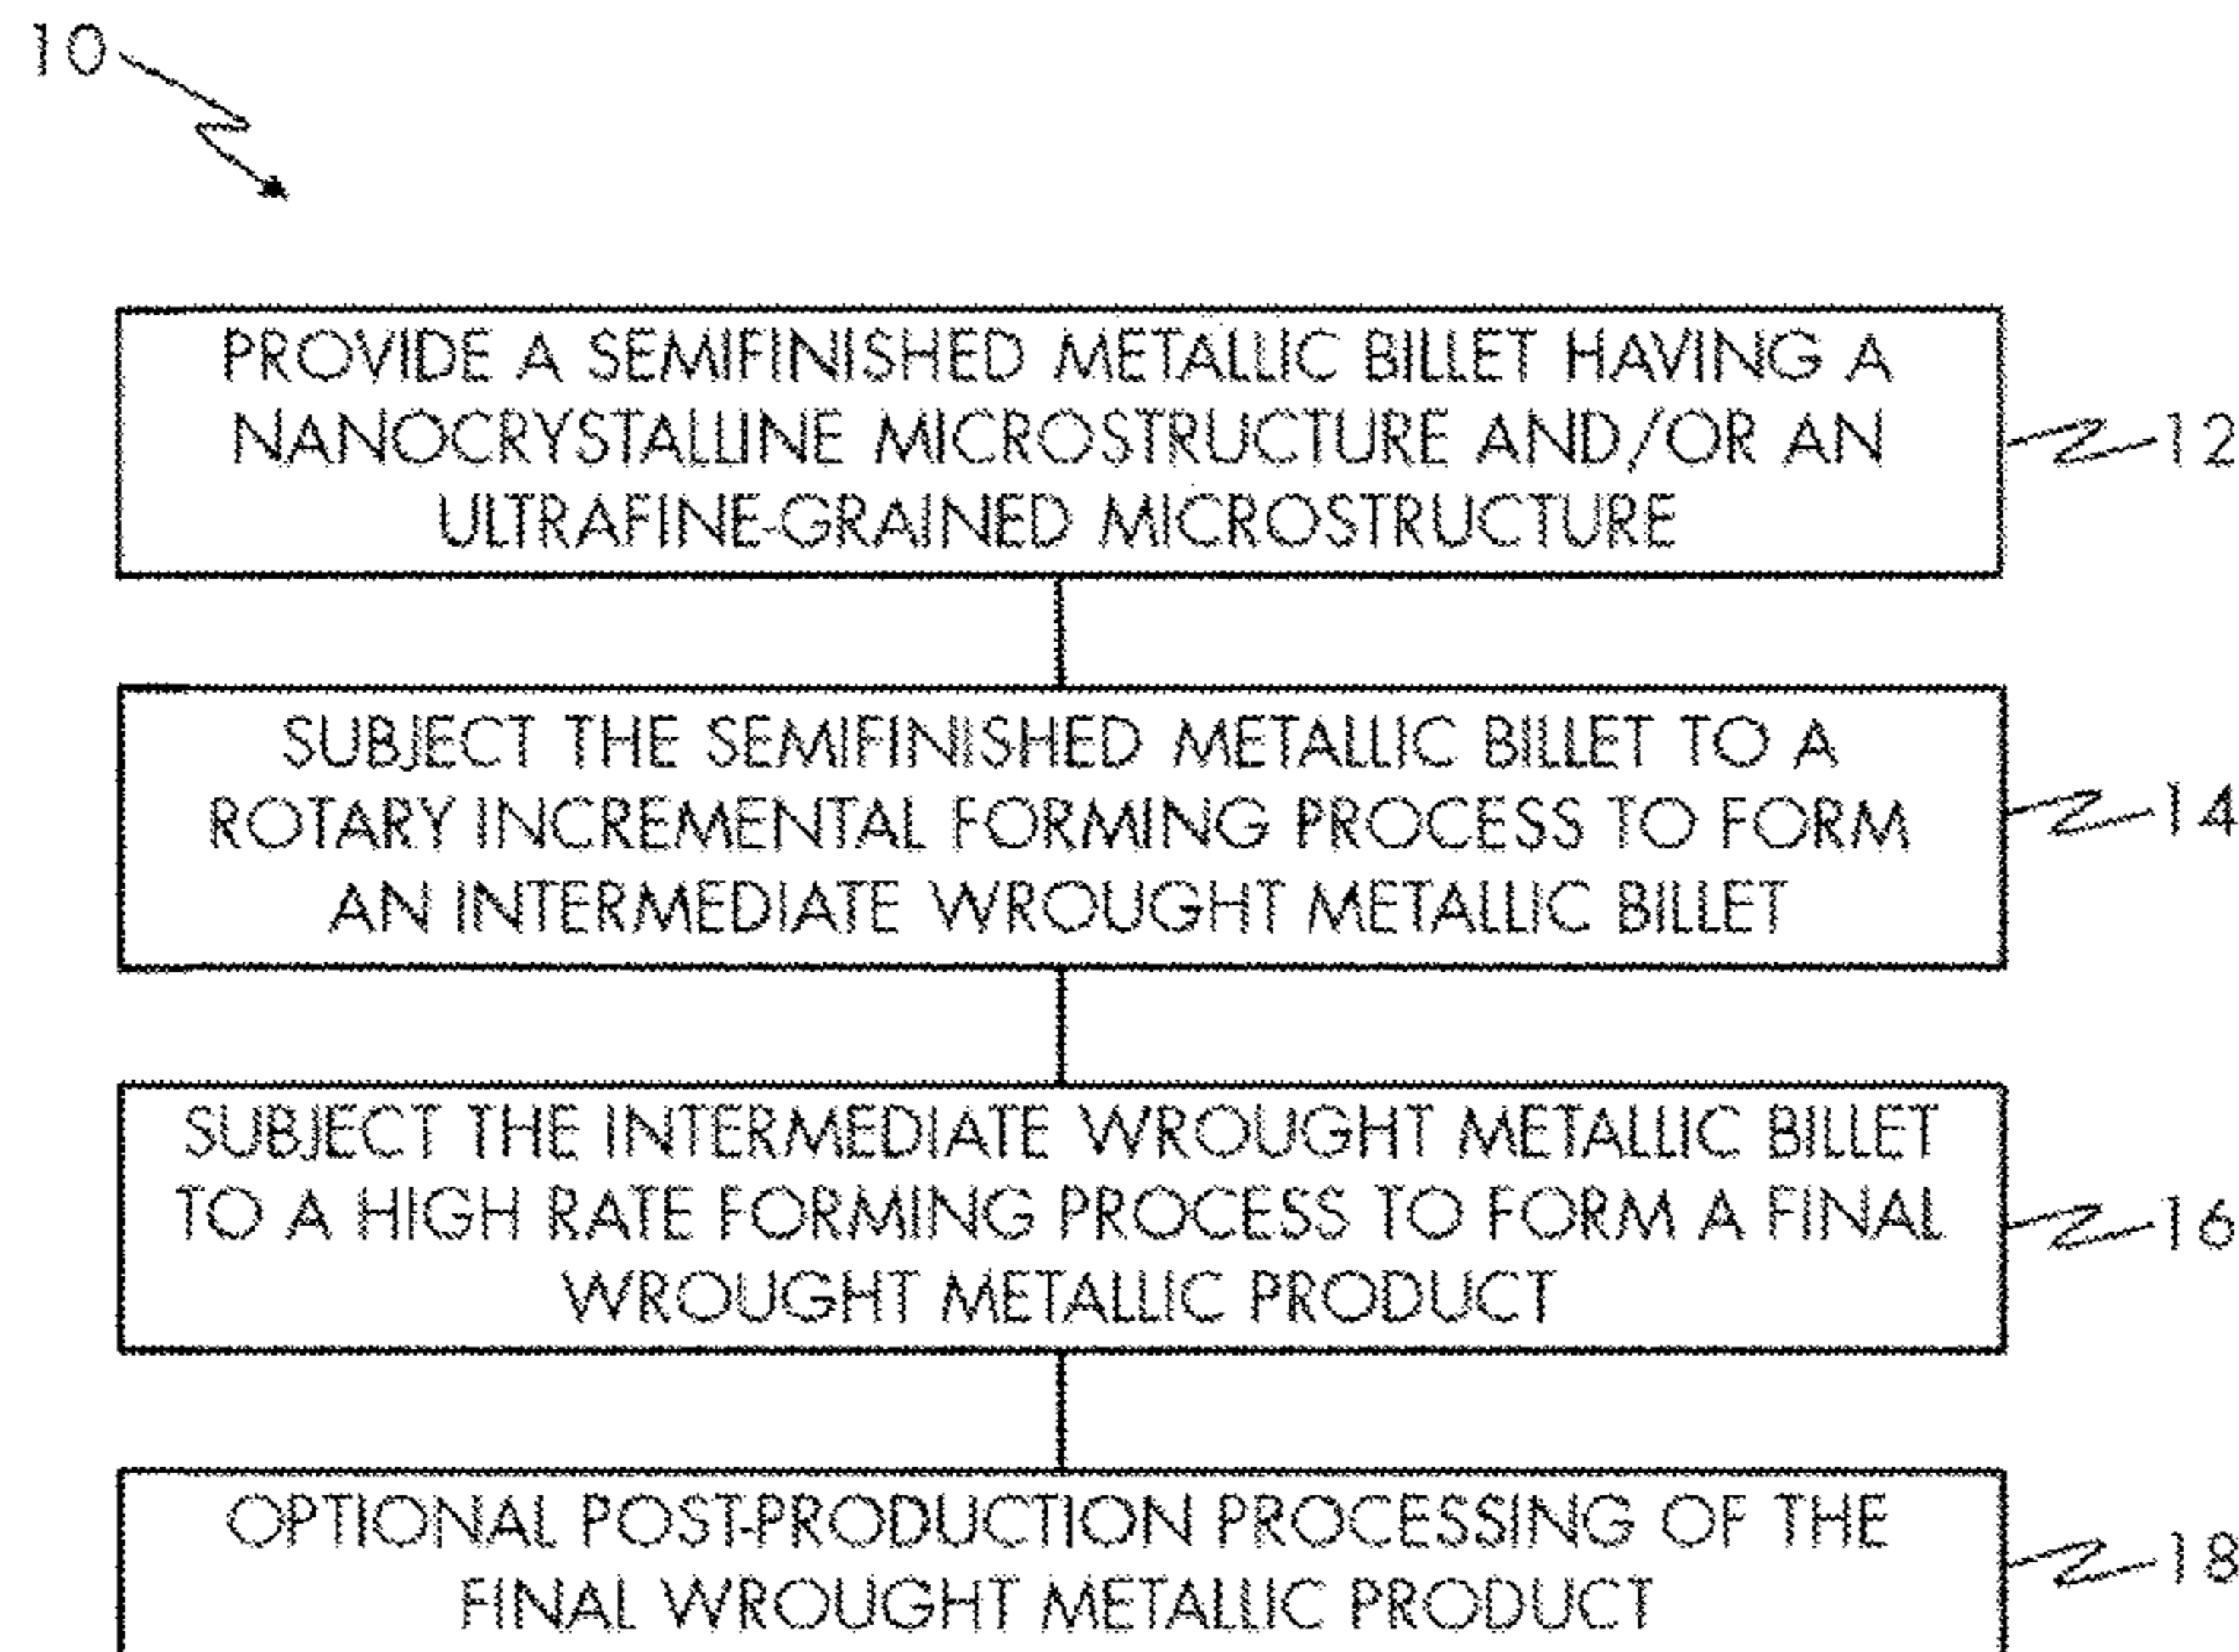 10
PROVIDE A SEMIFINISHED METALLIC BILLET HAVING A
NANOCRYSTALLINE MICROSTRUCTURE AND/OR AN
ULTRAFINE-GRAINED MICROSTRUCTURE
12
SUBJECT THE SEMIFINISHED METALLIC BILLET TO A
ROTARY INCREMENTAL FORMING PROCESS TO FORM
AN INTERMEDIATE WROUGHT METALLIC BILLET
14
SUBJECT THE INTERMEDIATE WROUGHT METALLIC BILLET
TO A HIGH RATE FORMING PROCESS TO FORM A FINAL
WROUGHT METALLIC PRODUCT
16
OPTIONAL POST-PRODUCTION PROCESSING OF THE
FINAL WROUGHT METALLIC PRODUCT
18